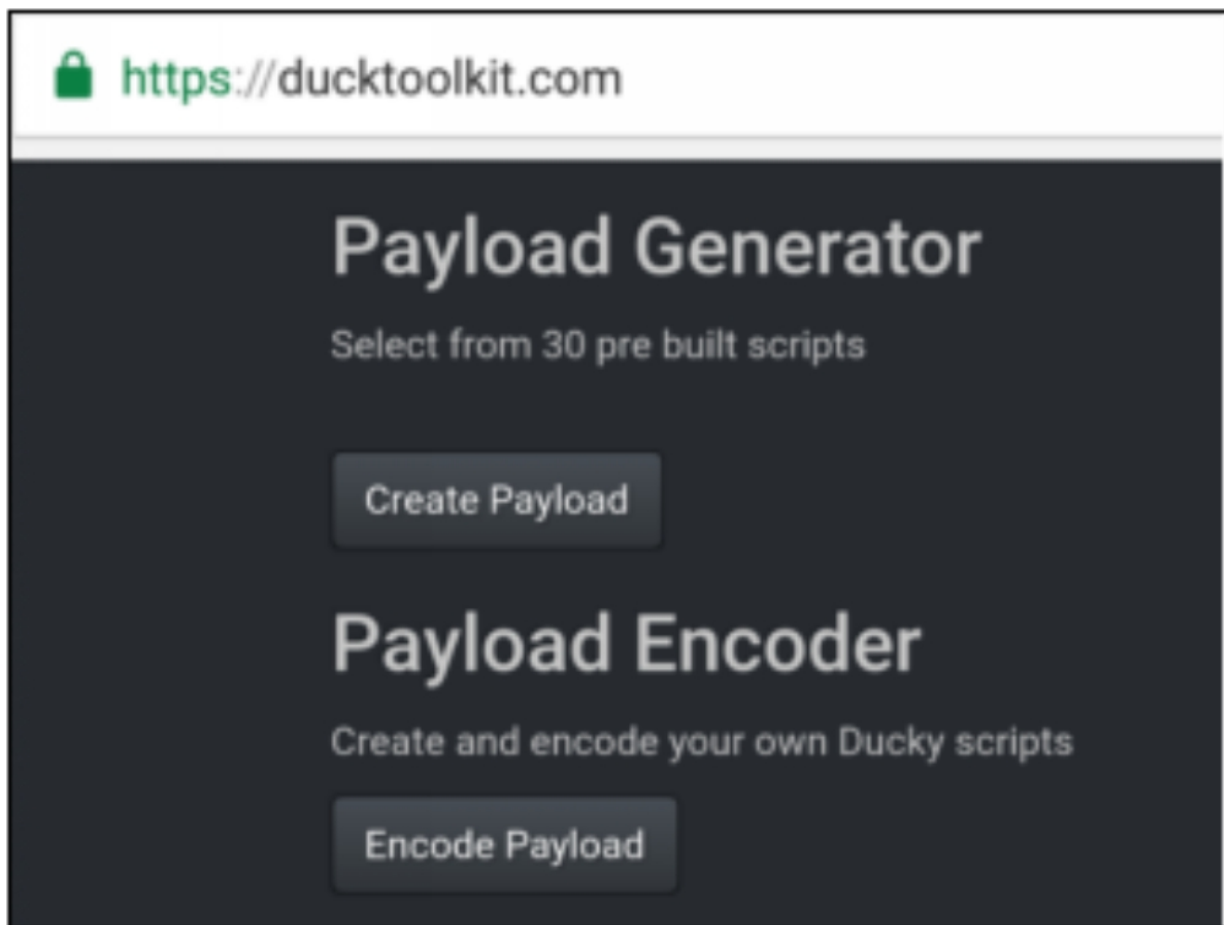 https://ducktoolkit.com
Payload Generator
Select from 30 pre built scripts
Create Payload
Payload Encoder
Create and encode your own Ducky scripts
Encode Payload